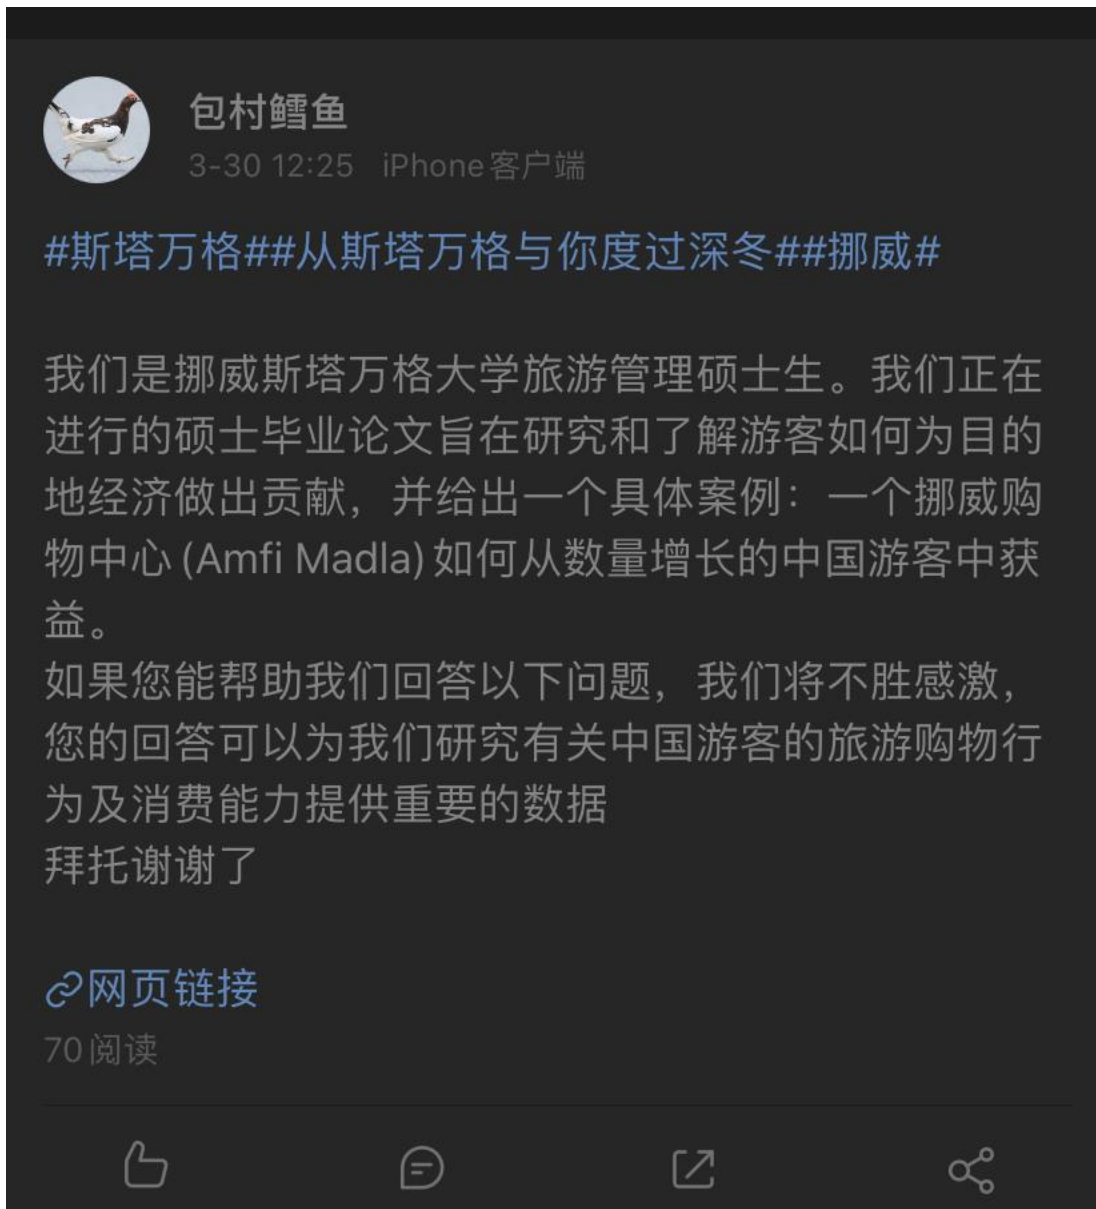 包村鳕鱼
3-30 12:25 iPhone客户端
#斯塔万格##从斯塔万格与你度过深冬##挪威#
我们是挪威斯塔万格大学旅游管理硕士生。我们正在
进行的硕士毕业论文旨在研究和了解游客如何为目的
地经济做出贡献，并给出一个具体案例：一个挪威购
物中心(Amfi Madla)如何从数量增长的中国游客中获
益。
如果您能帮助我们回答以下问题，我们将不胜感激，
您的回答可以为我们研究有关中国游客的旅游购物行
为及消费能力提供重要的数据
拜托谢谢了
网页链接
70阅读